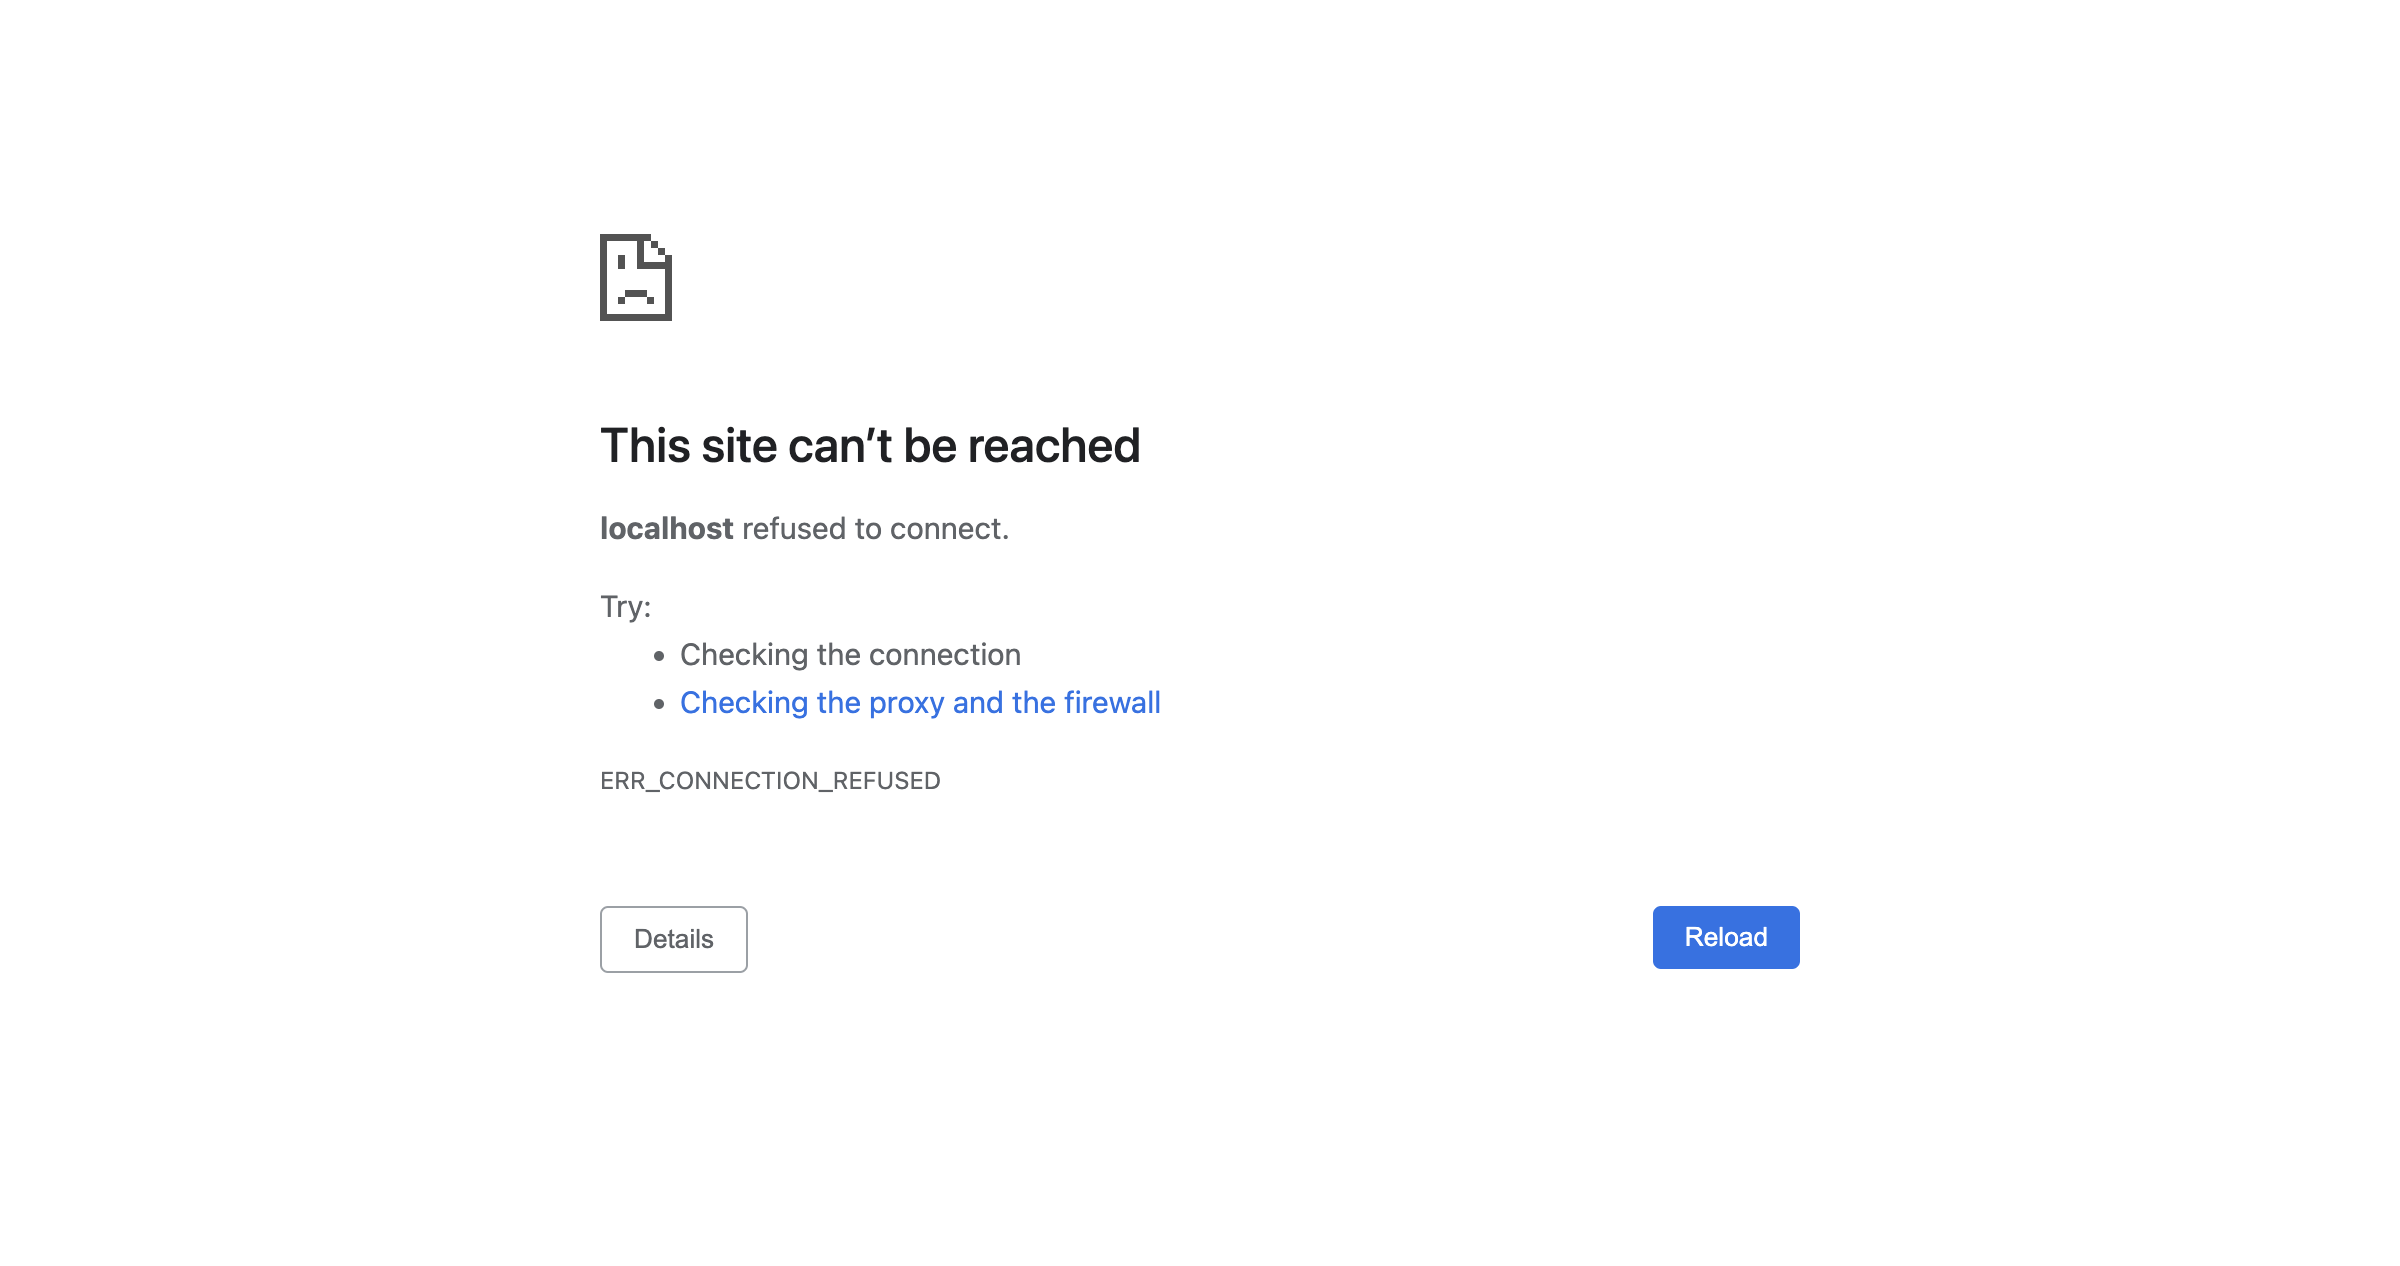 This site can’t be reached
localhost refused to connect.
Try:
• Checking the connection
• Checking the proxy and the firewall
ERR_CONNECTION_REFUSED
Details
Reload